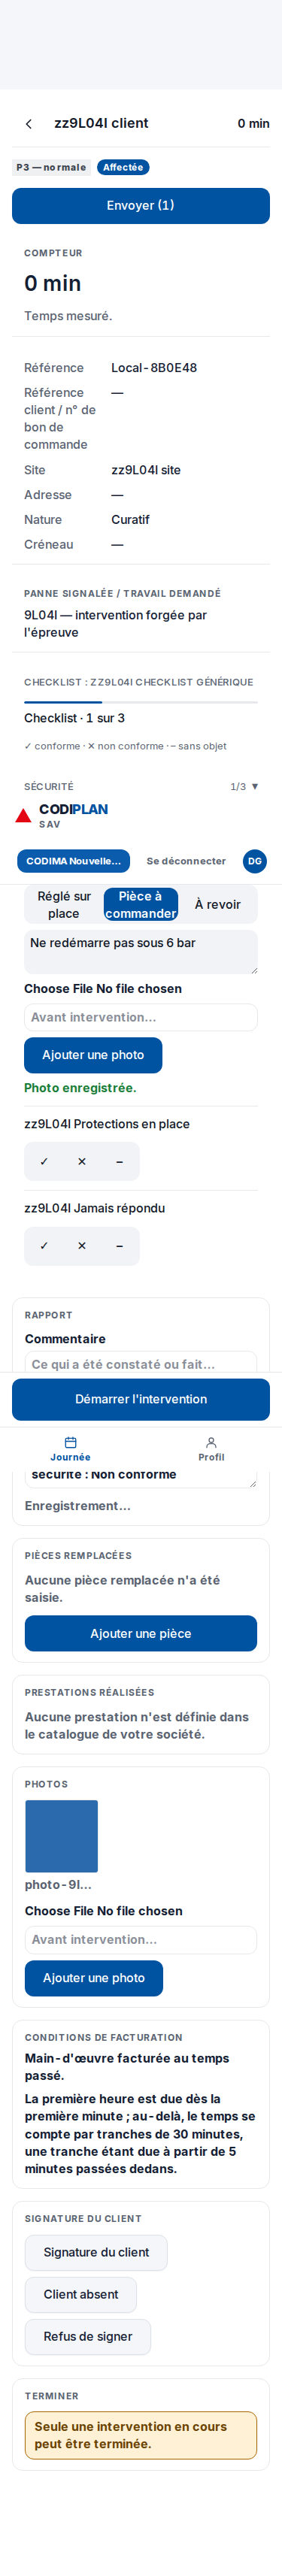 zz9L04I client
0 min
P3 — normale
Affectée
Envoyer (1)
COMPTEUR
0 min
Temps mesuré.
Référence
Local-8B0E48
Référence
client / n° de
bon de
commande
—
Site
zz9L04I site
Adresse
—
Nature
Curatif
Créneau
—
PANNE SIGNALÉE / TRAVAIL DEMANDÉ
9L04I — intervention forgée par
l'épreuve
CHECKLIST : ZZ9L04I CHECKLIST GÉNÉRIQUE
Checklist · 1 sur 3
✓ conforme · ✕ non conforme · – sans objet
SÉCURITÉ
1/3 ▼
CODIPLAN
SAV
CODIMA Nouvelle...
Se déconnecter
DG
Réglé sur
place
Pièce à
commander
À revoir
Ne redémarre pas sous 6 bar
Choose File No file chosen
Avant intervention...
Ajouter une photo
Photo enregistrée.
zz9L04I Protections en place
✓ ✕ –
zz9L04I Jamais répondu
✓ ✕ –
RAPPORT
Commentaire
Ce qui a été constaté ou fait...
Démarrer l'intervention
Journée
Profil
sécurité : Non conforme
Enregistrement...
PIÈCES REMPLACÉES
Aucune pièce remplacée n'a été
saisie.
Ajouter une pièce
PRESTATIONS RÉALISÉES
Aucune prestation n'est définie dans
le catalogue de votre société.
PHOTOS
photo-9l...
Choose File No file chosen
Avant intervention...
Ajouter une photo
CONDITIONS DE FACTURATION
Main-d'œuvre facturée au temps
passé.
La première heure est due dès la
première minute ; au-delà, le temps se
compte par tranches de 30 minutes,
une tranche étant due à partir de 5
minutes passées dedans.
SIGNATURE DU CLIENT
Signature du client
Client absent
Refus de signer
TERMINER
Seule une intervention en cours
peut être terminée.